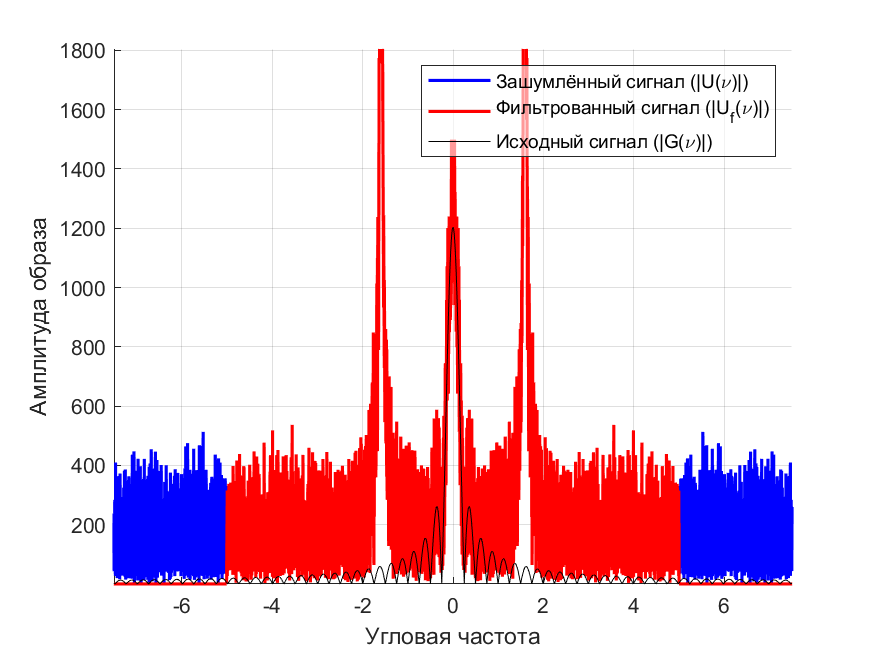 1800
1600
1400
1200
1000
800
600
400
200
Амплитуда образа
Зашумлённый сигнал (|U(ν)|)
Фильтрованный сигнал (|U_f(ν)|)
Исходный сигнал (|G(ν)|)
-6 -4 -2 0 2 4 6
Угловая частота